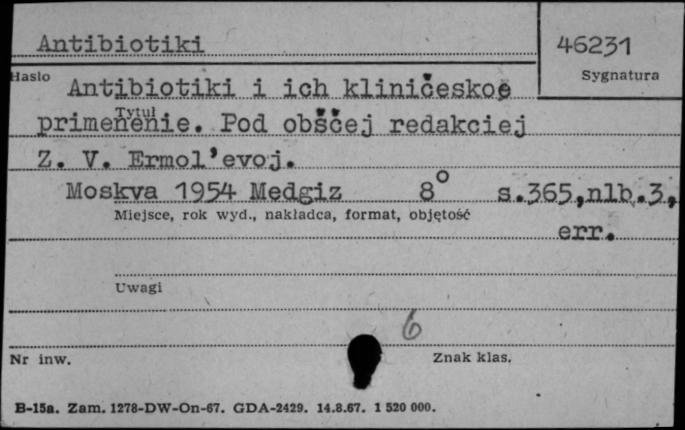 Antibiotiki
46231
Hasło
Sygnatura
Antibiotiki i ich kliničeskoe
Tytuł
primenenie. Pod obščej redakciej
Z. V. Ermol'evoj.
Moskva 1954 Medgiz 8° s.365,nlb.3,
Miejsce, rok wyd., nakładca, format, objętość
err.
Uwagi
6
Nr inw.
Znak klas.
B-15a. Zam. 1278-DW-On-67. GDA-2429. 14.8.67. 1 520 000.